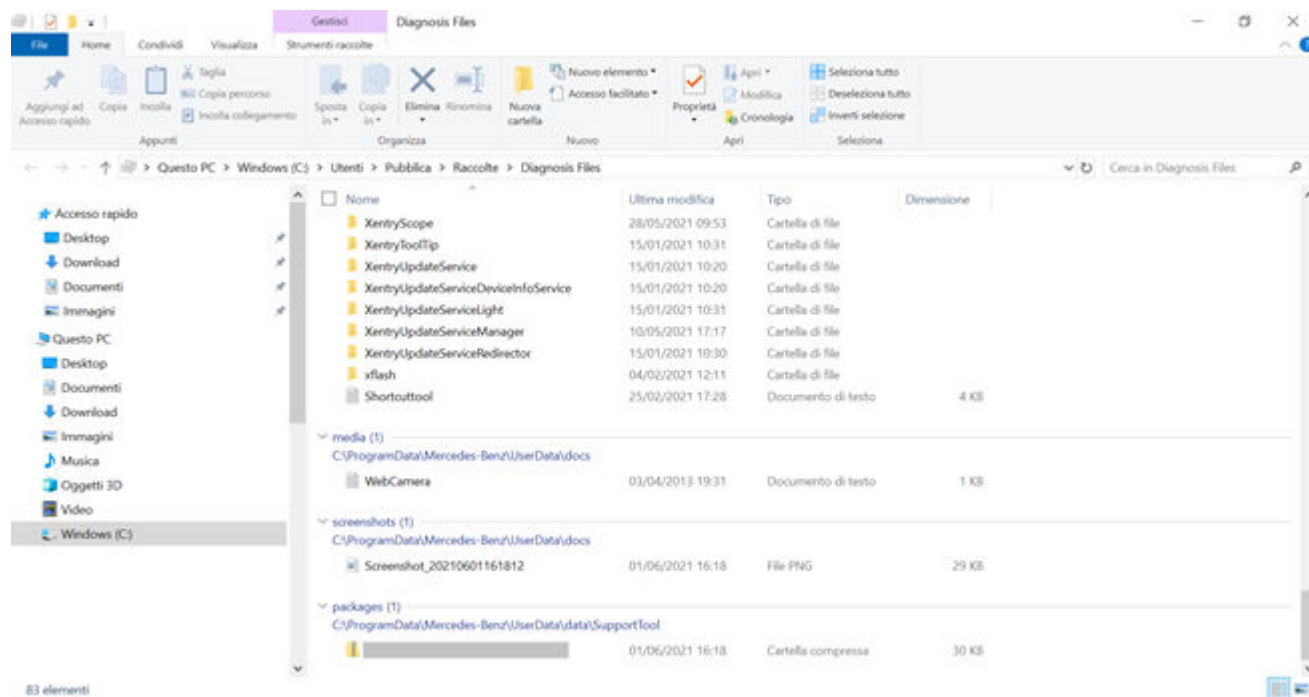 Gestisci Diagnosis Files
File Home Condividi Visualizza Strumenti raccolte
Aggiungi ad Accesso rapido
Copia
Incolla
Taglia
Copia percorso
Incolla collegamento
Appunti
Sposta in
Copia in
Elimina
Rinomina
Organizza
Nuova cartella
Nuovo elemento
Accesso facilitato
Nuovo
Proprietà
Apri
Modifica
Cronologia
Apri
Seleziona tutto
Deseleziona tutto
Inverti selezione
Seleziona
> Questo PC > Windows (C:) > Utenti > Pubblica > Raccolte > Diagnosis Files
Cerca in Diagnosis Files
Accesso rapido
Desktop
Download
Documenti
Immagini
Questo PC
Desktop
Documenti
Download
Immagini
Musica
Oggetti 3D
Video
Windows (C:)
Nome Ultima modifica Tipo Dimensione
XentryScope 28/05/2021 09:53 Cartella di file
XentryToolTip 15/01/2021 10:31 Cartella di file
XentryUpdateService 15/01/2021 10:20 Cartella di file
XentryUpdateServiceDeviceInfoService 15/01/2021 10:20 Cartella di file
XentryUpdateServiceLight 15/01/2021 10:31 Cartella di file
XentryUpdateServiceManager 10/05/2021 17:17 Cartella di file
XentryUpdateServiceRedirector 15/01/2021 10:30 Cartella di file
xflash 04/02/2021 12:11 Cartella di file
Shortcuttool 25/02/2021 17:28 Documento di testo 4 KB
media (1)
C:\ProgramData\Mercedes-Benz\UserData\docs
WebCamera 03/04/2013 19:31 Documento di testo 1 KB
screenshots (1)
C:\ProgramData\Mercedes-Benz\UserData\docs
Screenshot_20210601161812 01/06/2021 16:18 File PNG 29 KB
packages (1)
C:\ProgramData\Mercedes-Benz\UserData\data\SupportTool
01/06/2021 16:18 Cartella compressa 30 KB
83 elementi